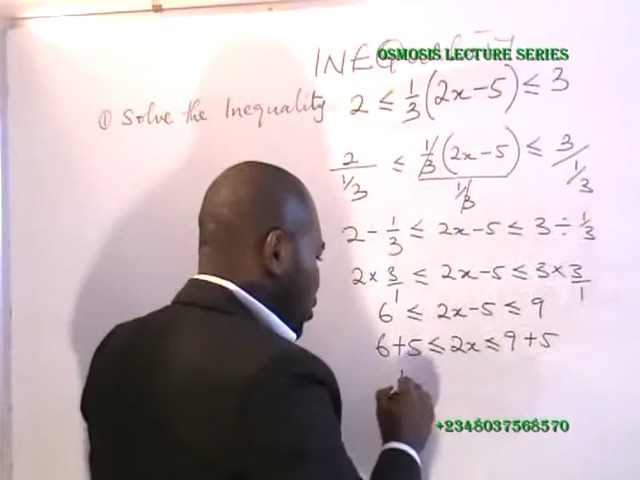 INEQUALITY
OSMOSIS LECTURE SERIES
① Solve the Inequality 2 ≤ 1/3 (2x-5) ≤ 3
2/(1/3) ≤ 1/3(2x-5)/(1/3) ≤ 3/(1/3)
2 ÷ 1/3 ≤ 2x-5 ≤ 3 ÷ 1/3
2 × 3/1 ≤ 2x-5 ≤ 3 × 3/1
6 ≤ 2x-5 ≤ 9
6+5 ≤ 2x ≤ 9+5
+2348037568570